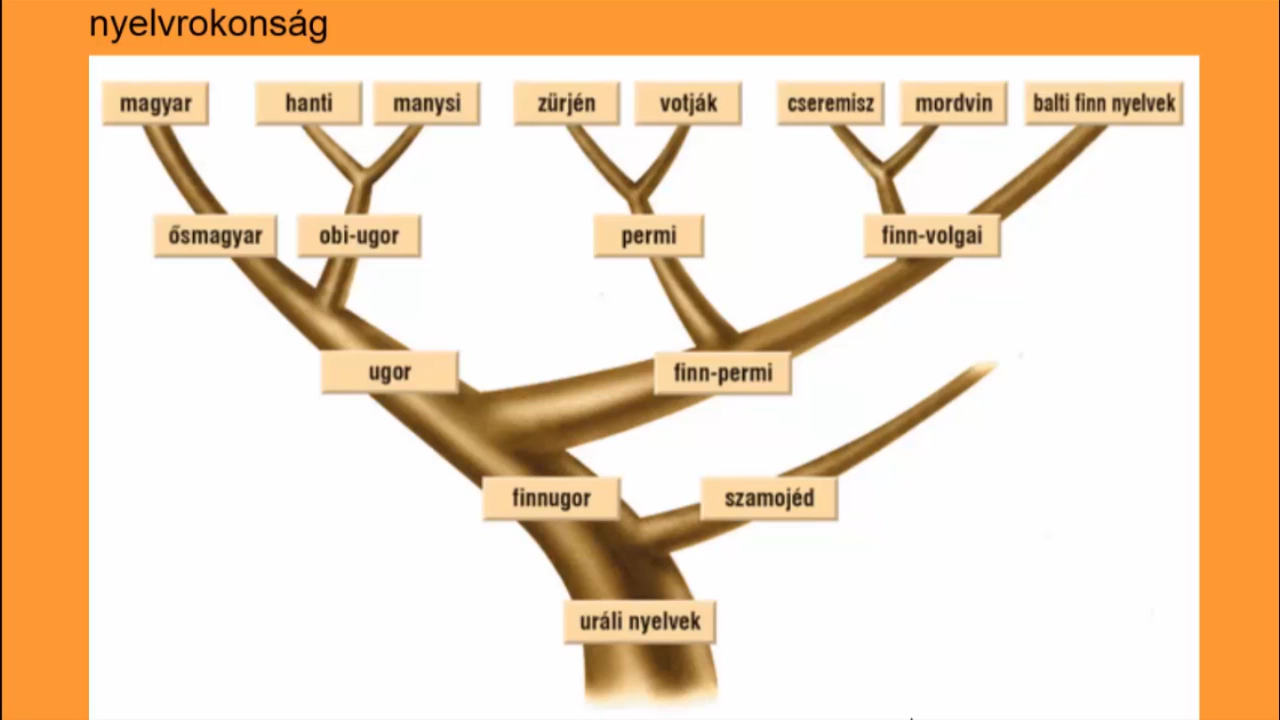 nyelvrokonság
magyar
hanti
manysi
zürjén
votják
cseremisz
mordvin
balti finn nyelvek
ősmagyar
obi-ugor
permi
finn-volgai
ugor
finn-permi
finnugor
szamojéd
uráli nyelvek